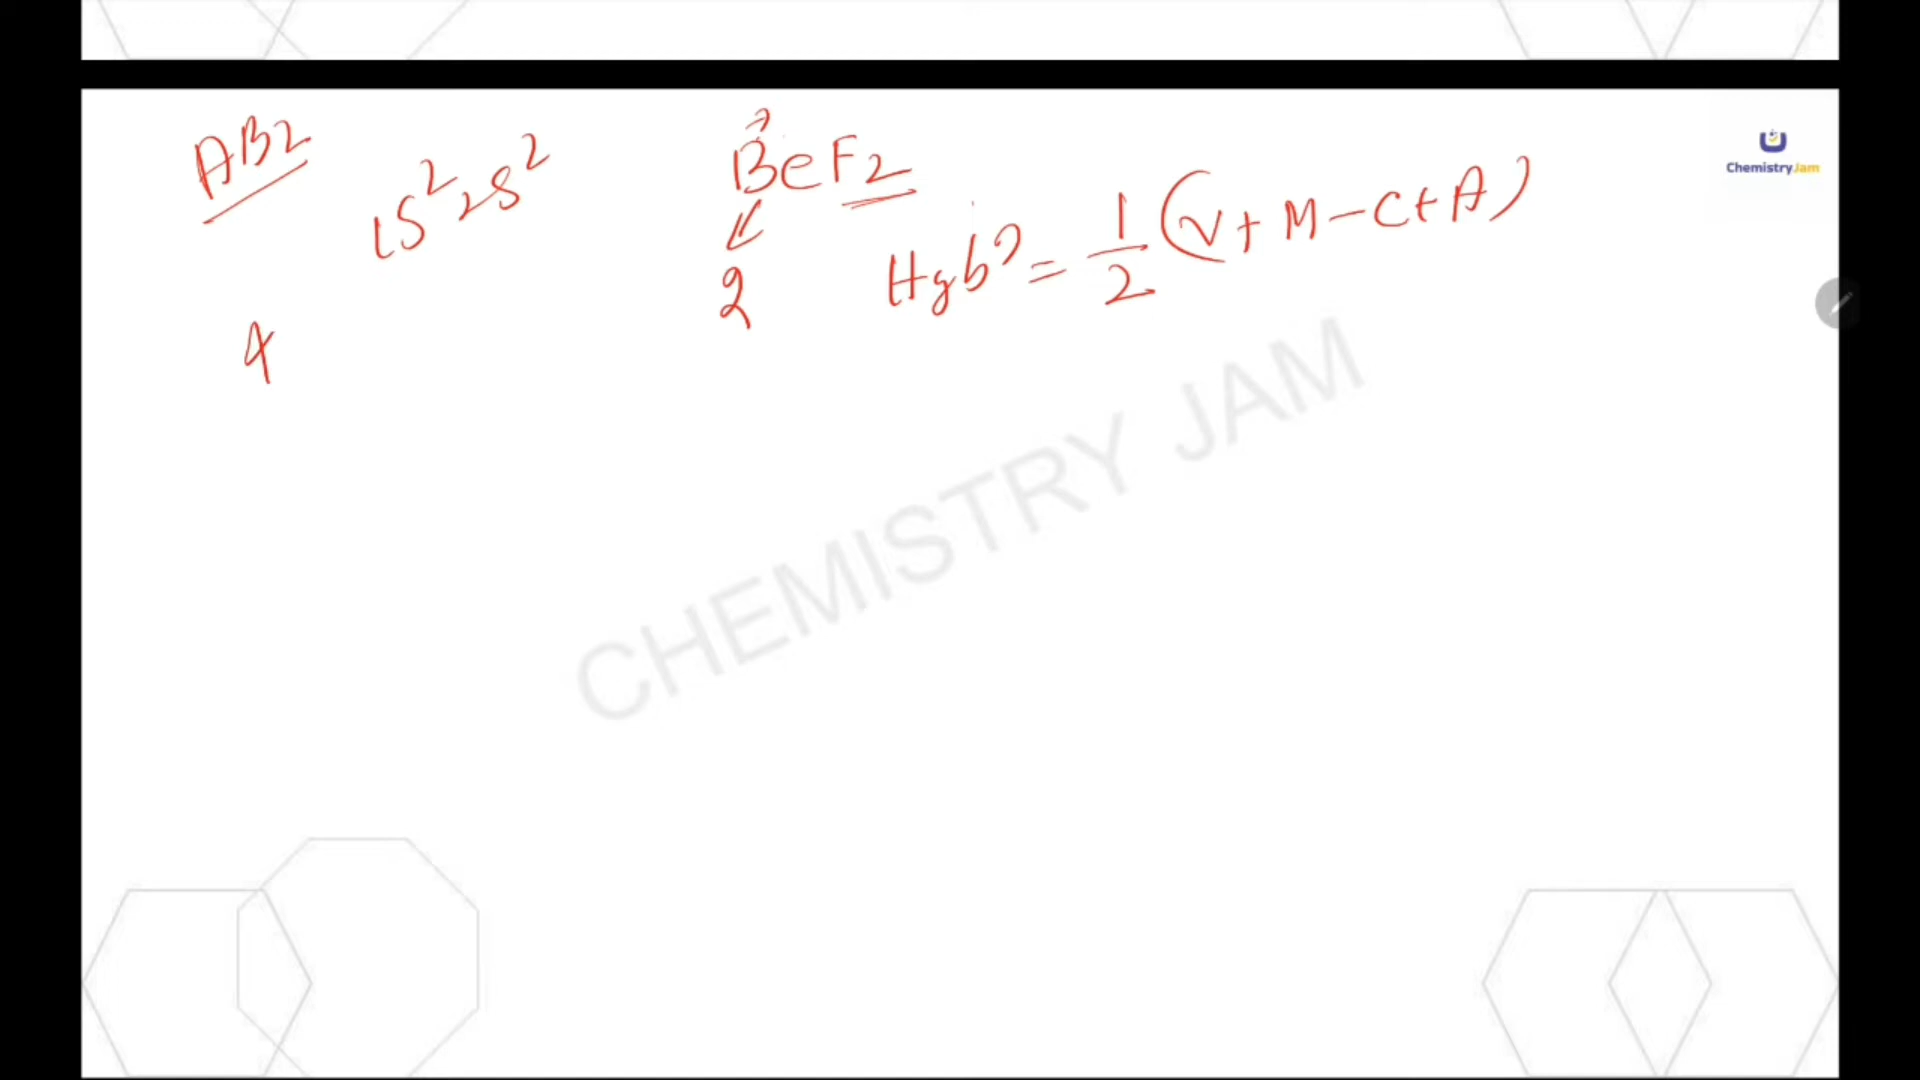 AB2
1S² 2S²
BeF2
2
Hyb? = 1/2 (V + M - C + A)
4
ChemistryJam
CHEMISTRY JAM